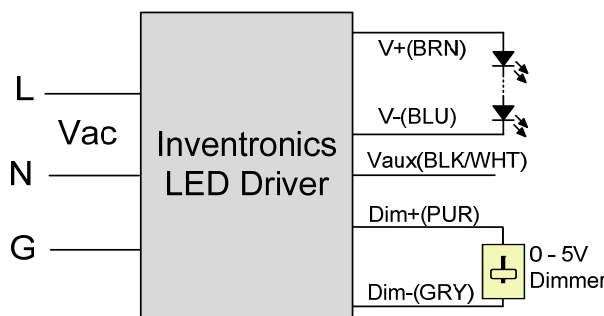 L
Vac
N
G
Inventronics
LED Driver
V+(BRN)
V-(BLU)
Vaux(BLK/WHT)
Dim+(PUR)
Dim-(GRY)
0 - 5V
Dimmer